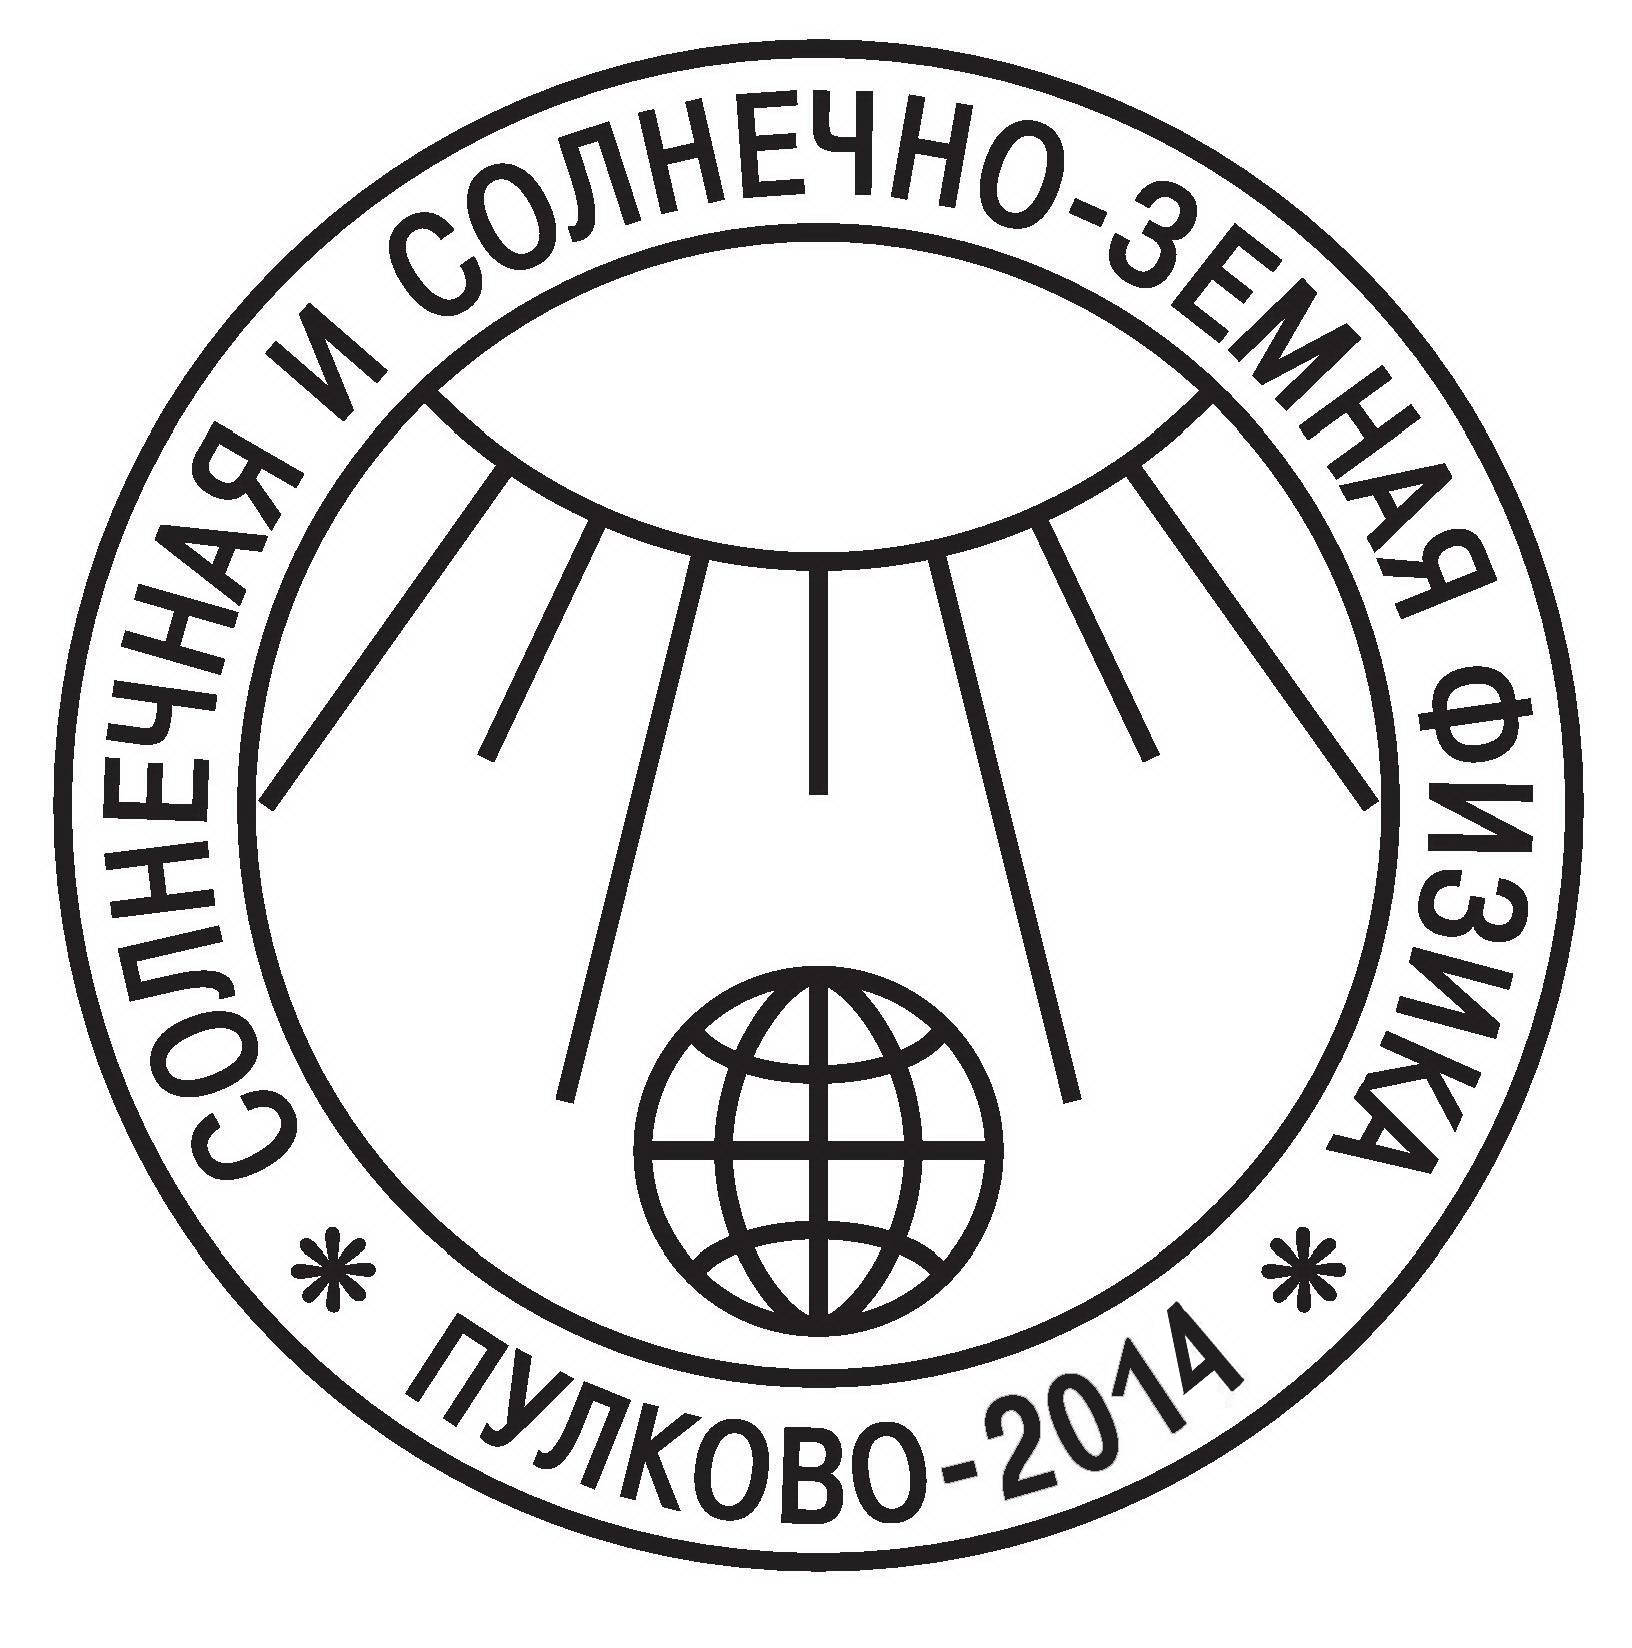 СОЛНЕЧНАЯ И СОЛНЕЧНО-ЗЕМНАЯ ФИЗИКА
* ПУЛКОВО-2014 *